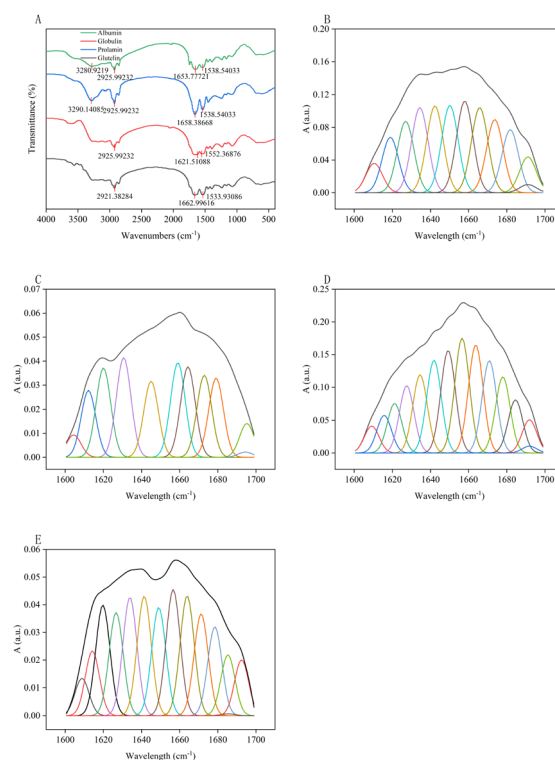 A
Albumin
Globulin
Prolamin
Glutelin
3280.9219
2925.99232
1653.77721
1538.54033
3290.14085
2925.99232
1658.38668
1538.54033
2925.99232
1621.51088
1552.36876
2921.38284
1662.99616
1533.93086
Transmittance (%)
4000 3500 3000 2500 2000 1500 1000 500
Wavenumbers (cm⁻¹)
B
0.20
0.16
0.12
0.08
0.04
0.00
A (a.u.)
1600 1620 1640 1660 1680 1700
Wavelength (cm⁻¹)
C
0.07
0.06
0.05
0.04
0.03
0.02
0.01
0.00
A (a.u.)
1600 1620 1640 1660 1680 1700
Wavelength (cm⁻¹)
D
0.25
0.20
0.15
0.10
0.05
0.00
A (a.u.)
1600 1620 1640 1660 1680 1700
Wavelength (cm⁻¹)
E
0.06
0.05
0.04
0.03
0.02
0.01
0.00
A (a.u.)
1600 1620 1640 1660 1680 1700
Wavelength (cm⁻¹)